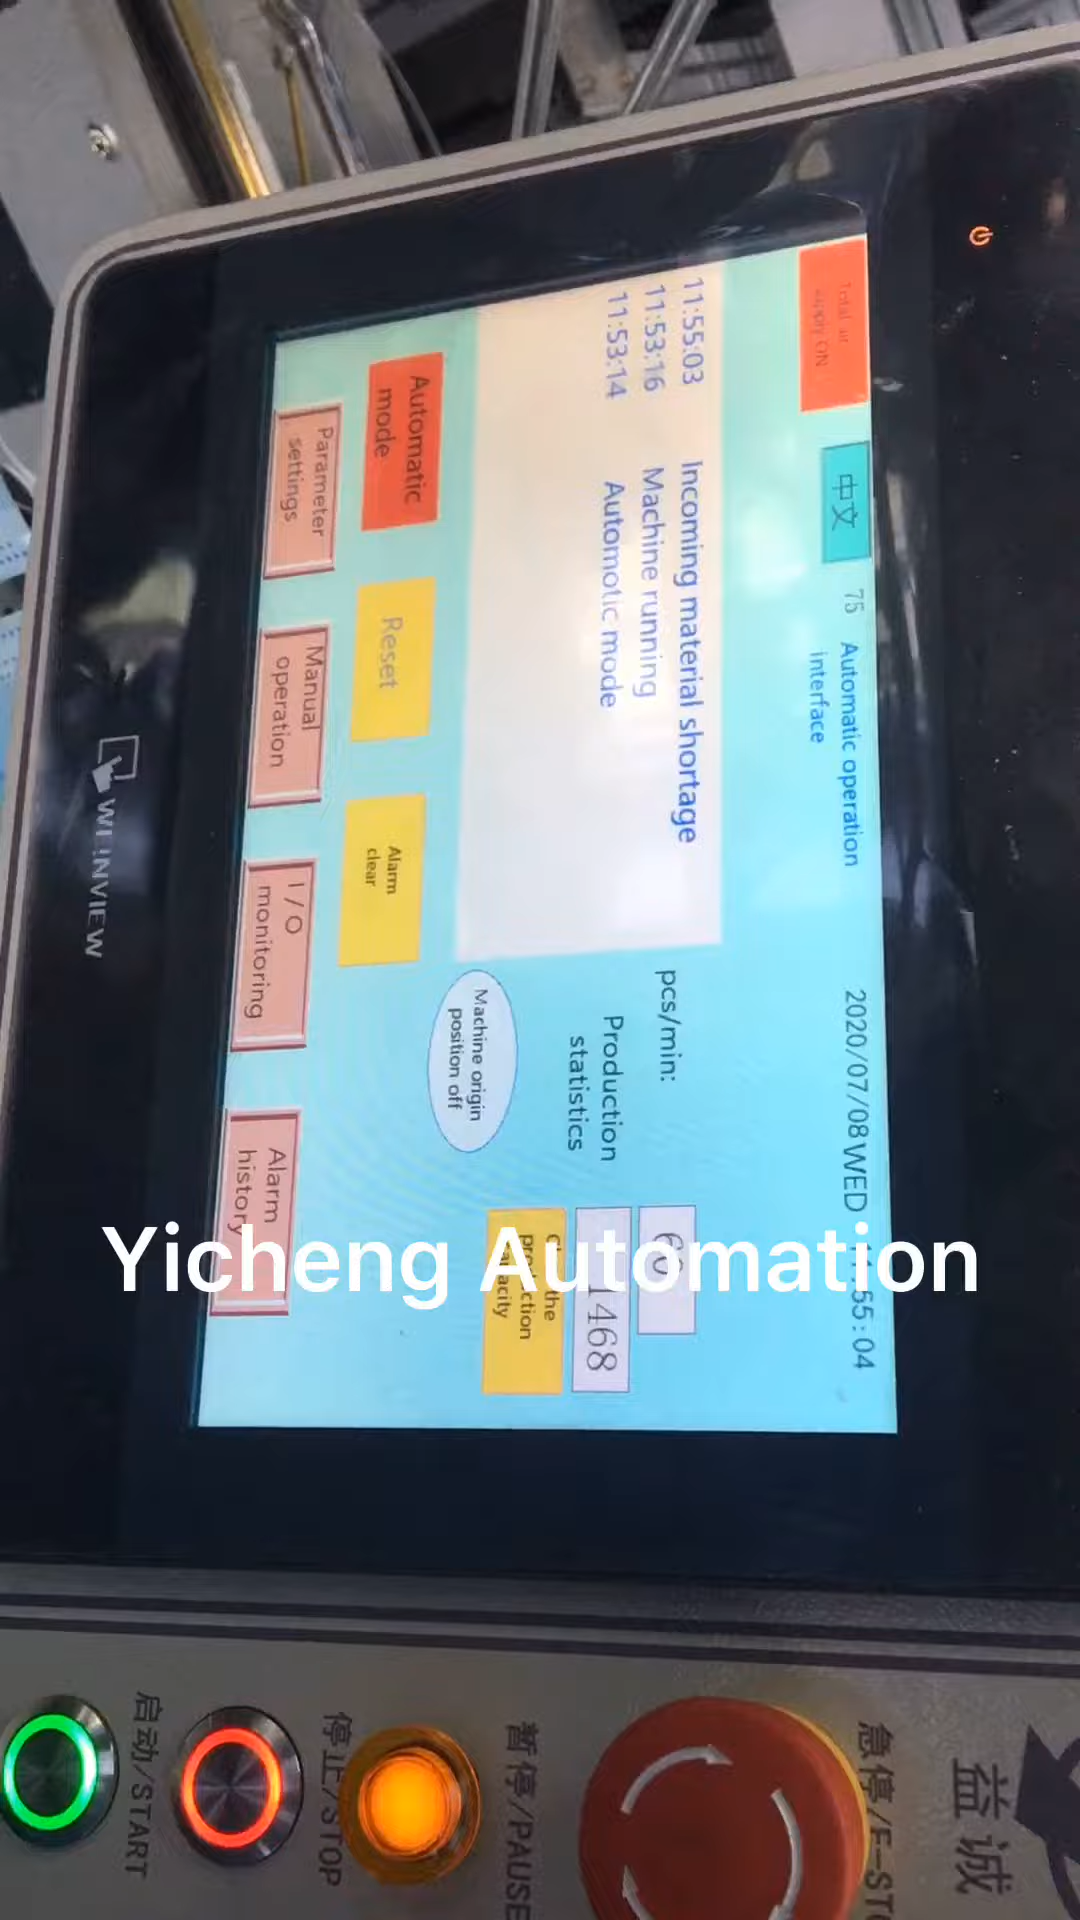 Total air
supply ON
中文
75
Automatic operation
interface
2020/07/08 WED
55:04
11:55:03 Incoming material shortage
11:53:16 Machine running
11:53:14 Automotic mode
pcs/min:
Production
statistics
1468
the
Machine origin
position off
Automatic
mode
Reset
Alarm
clear
Parameter
settings
Manual
operation
I/O
monitoring
Alarm
history
WEINVIEW
Yicheng Automation
益诚
急停/E-STO
暂停/PAUSE
停止/STOP
启动/START